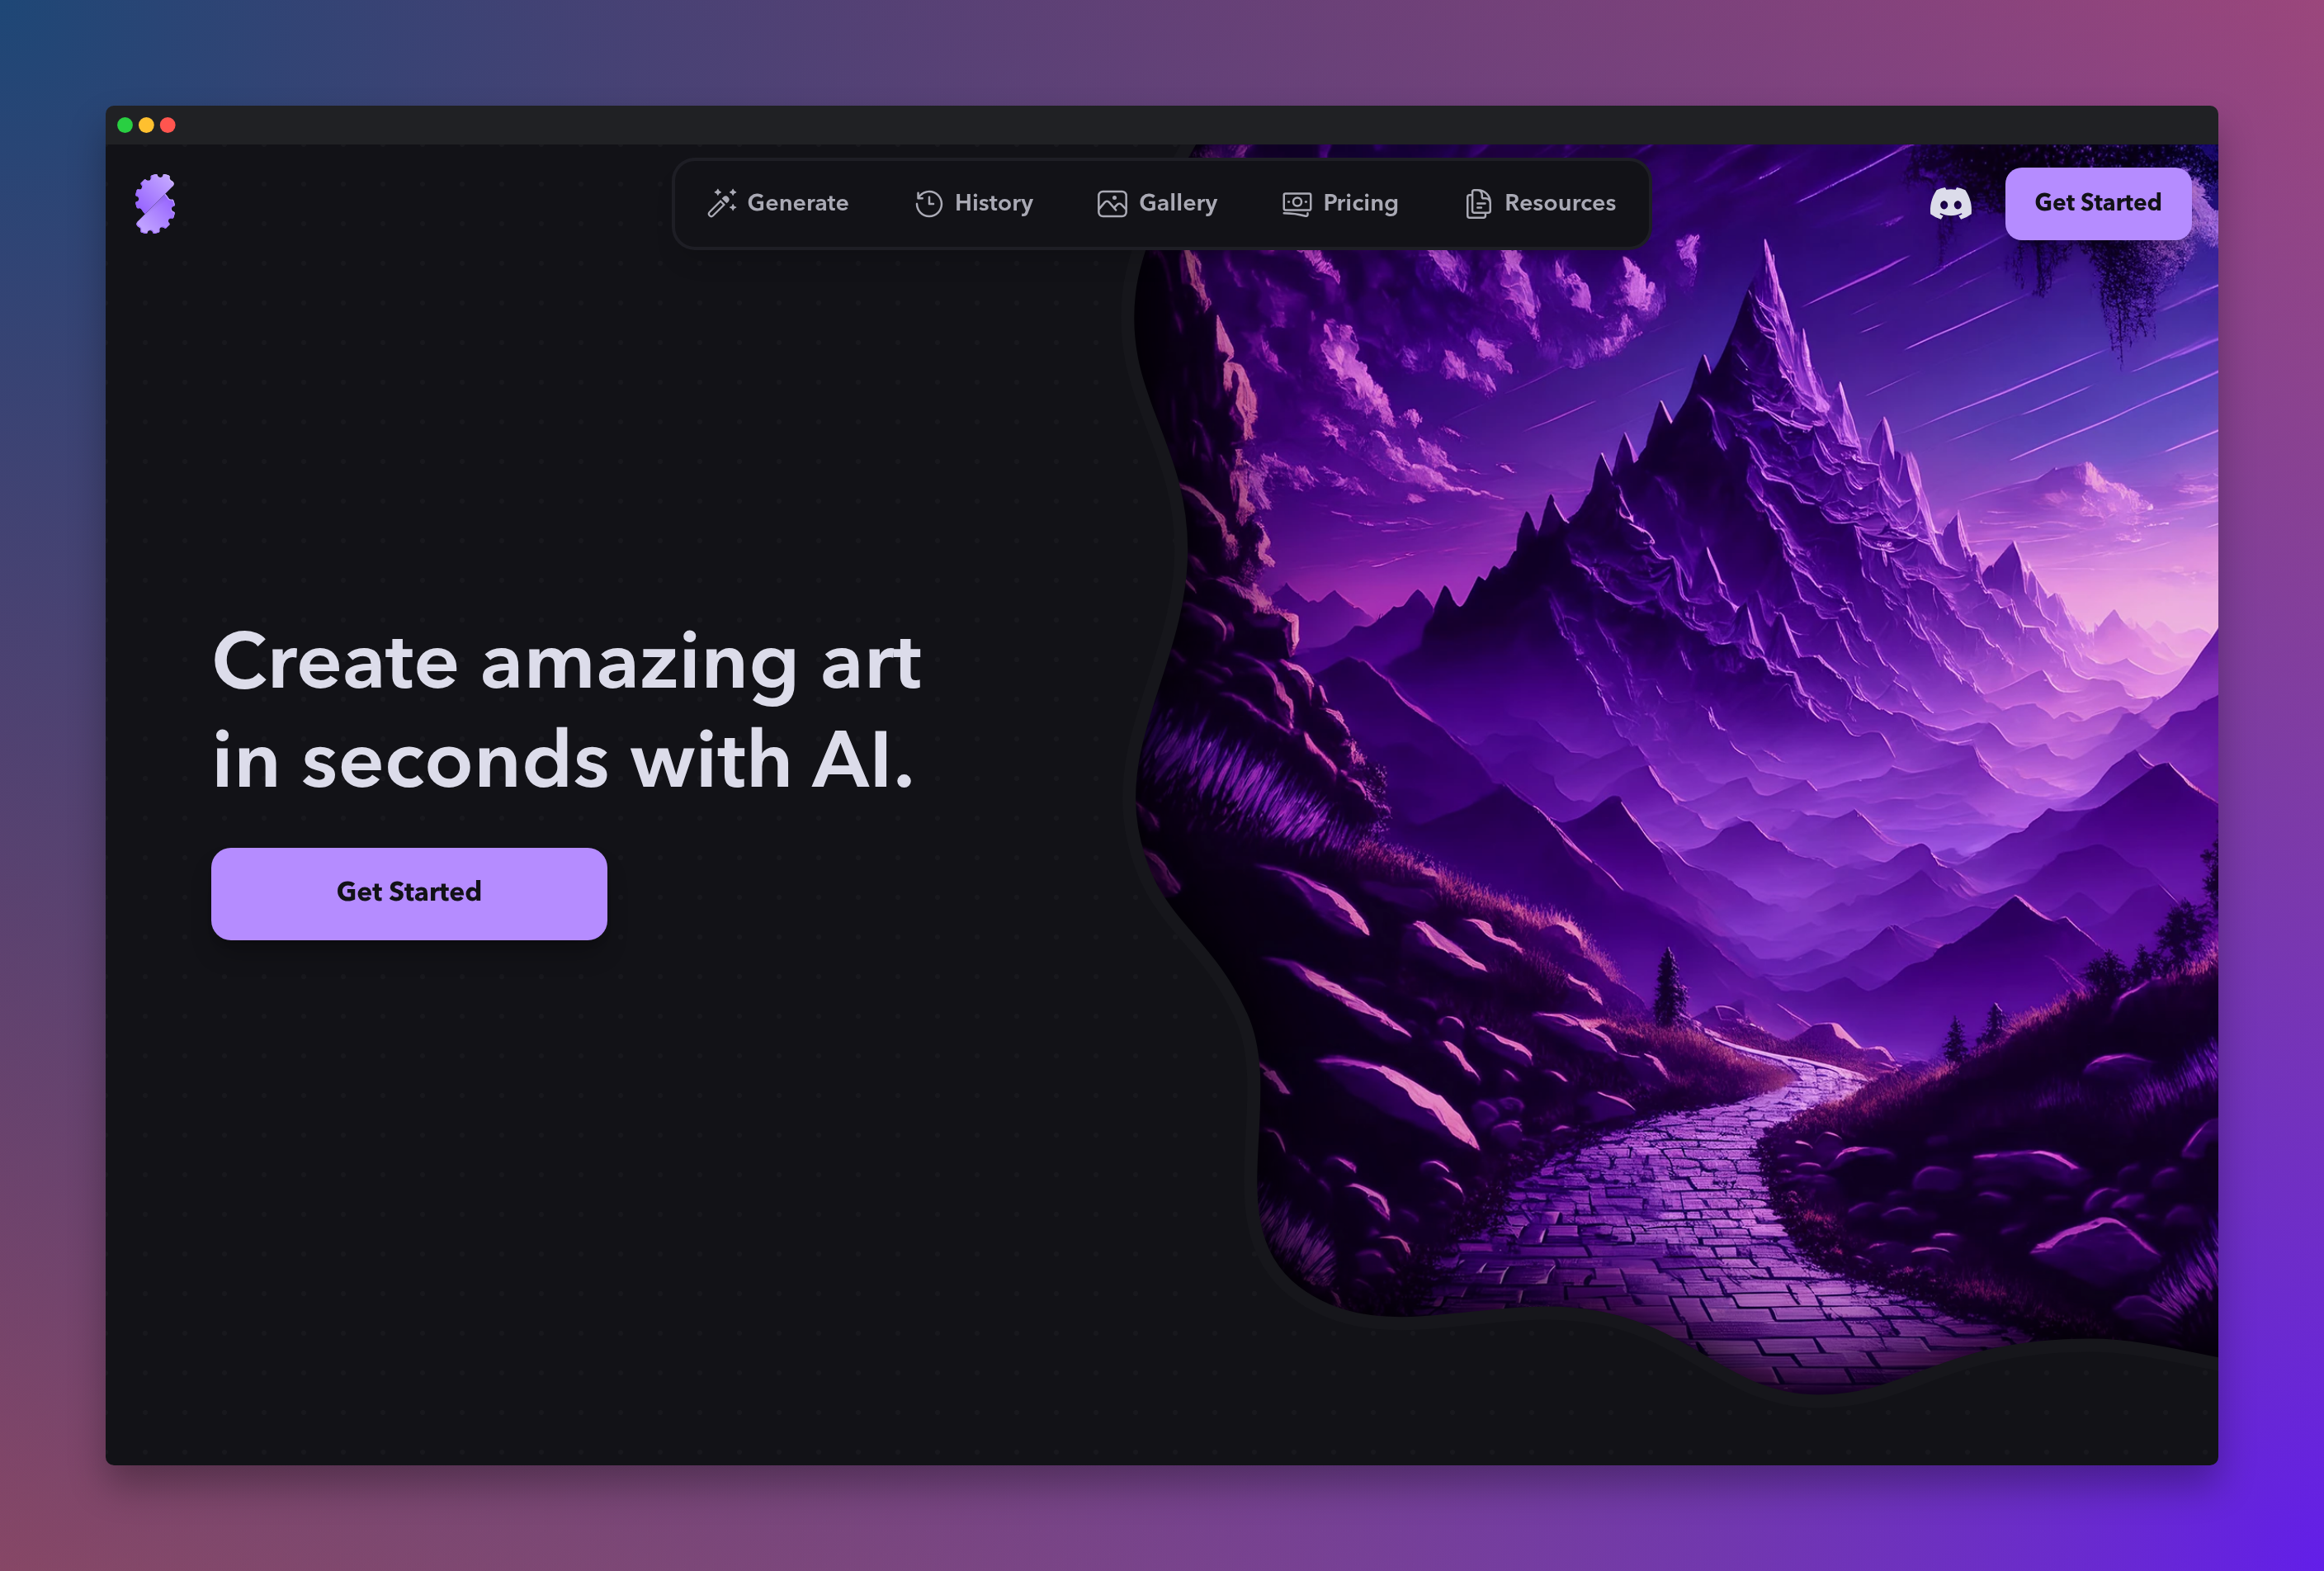 Generate
History
Gallery
Pricing
Resources
Get Started
Create amazing art
in seconds with AI.
Get Started